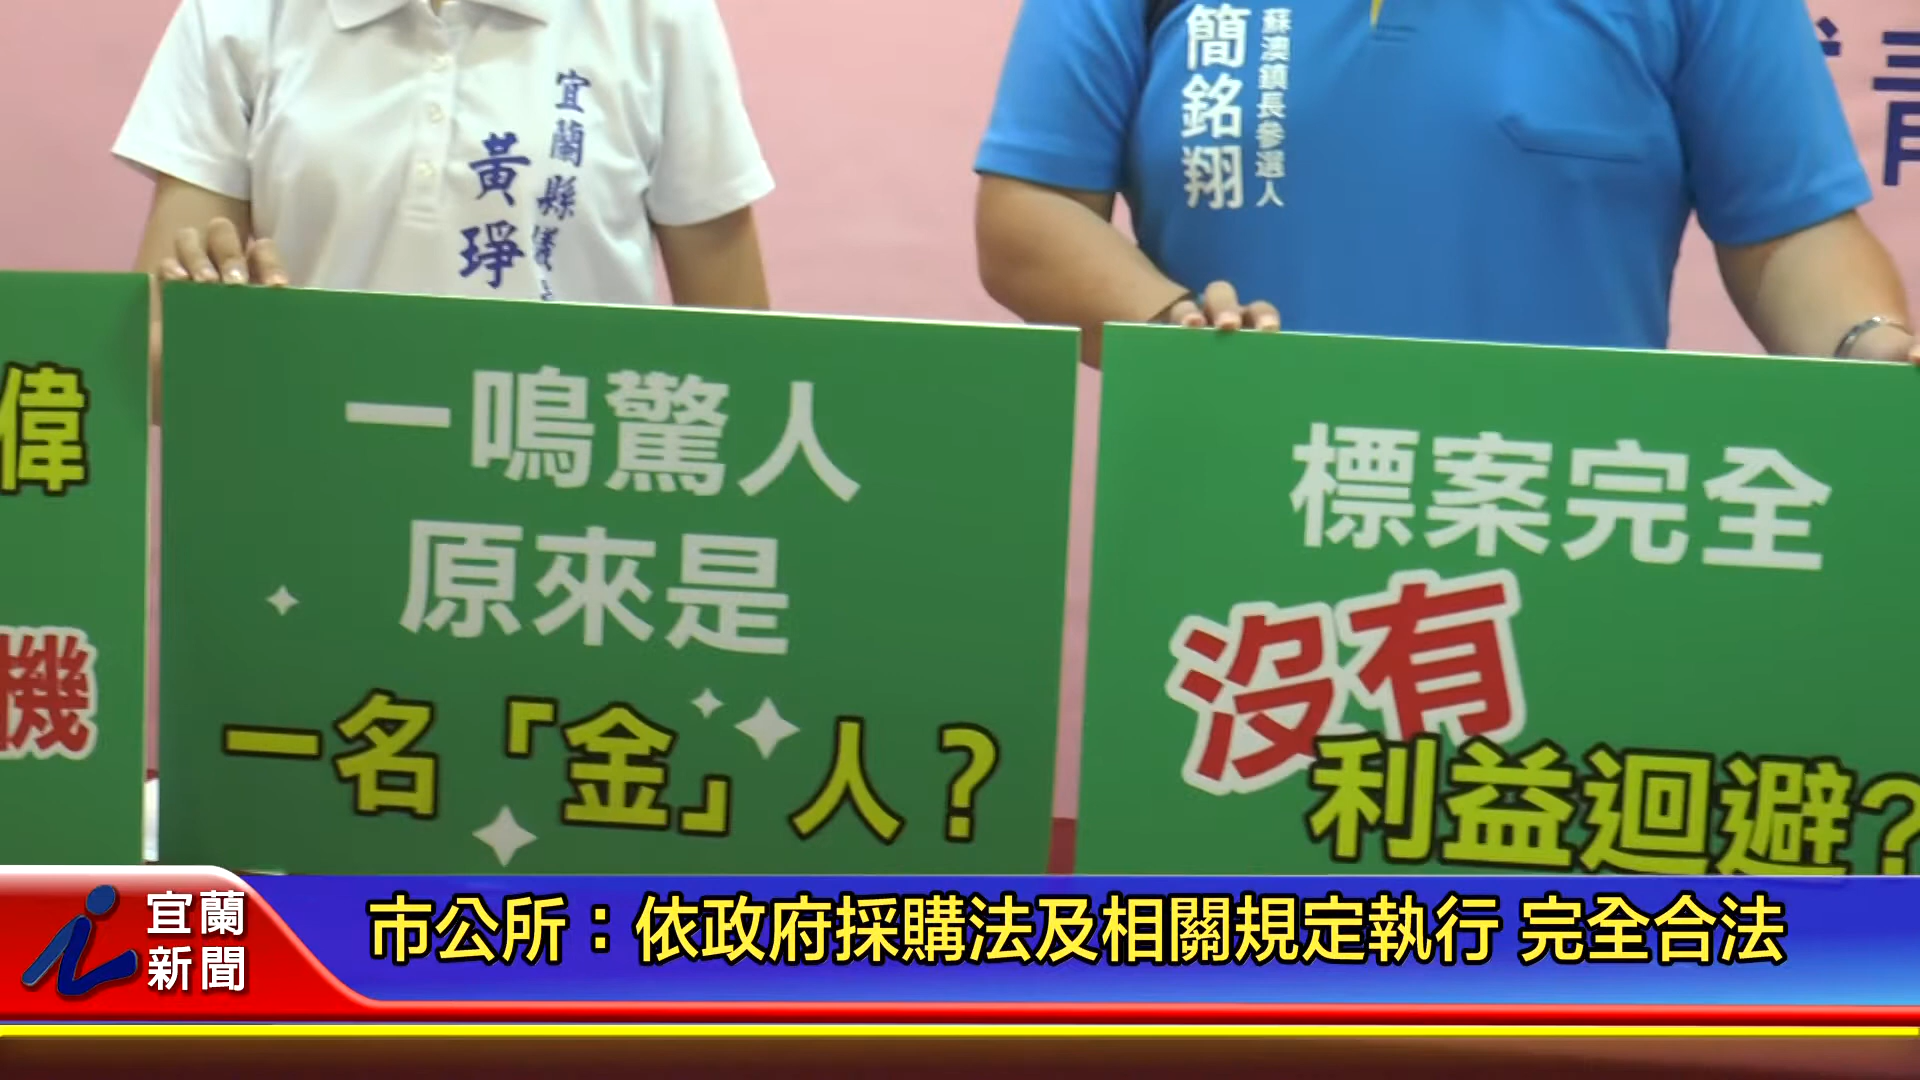 宜蘭縣議
黃琤
蘇澳鎮長參選人
簡銘翔
青
偉
機
一鳴驚人
原來是
一名「金」人？
標案完全
沒有
利益迴避？
宜蘭
新聞
市公所：依政府採購法及相關規定執行 完全合法